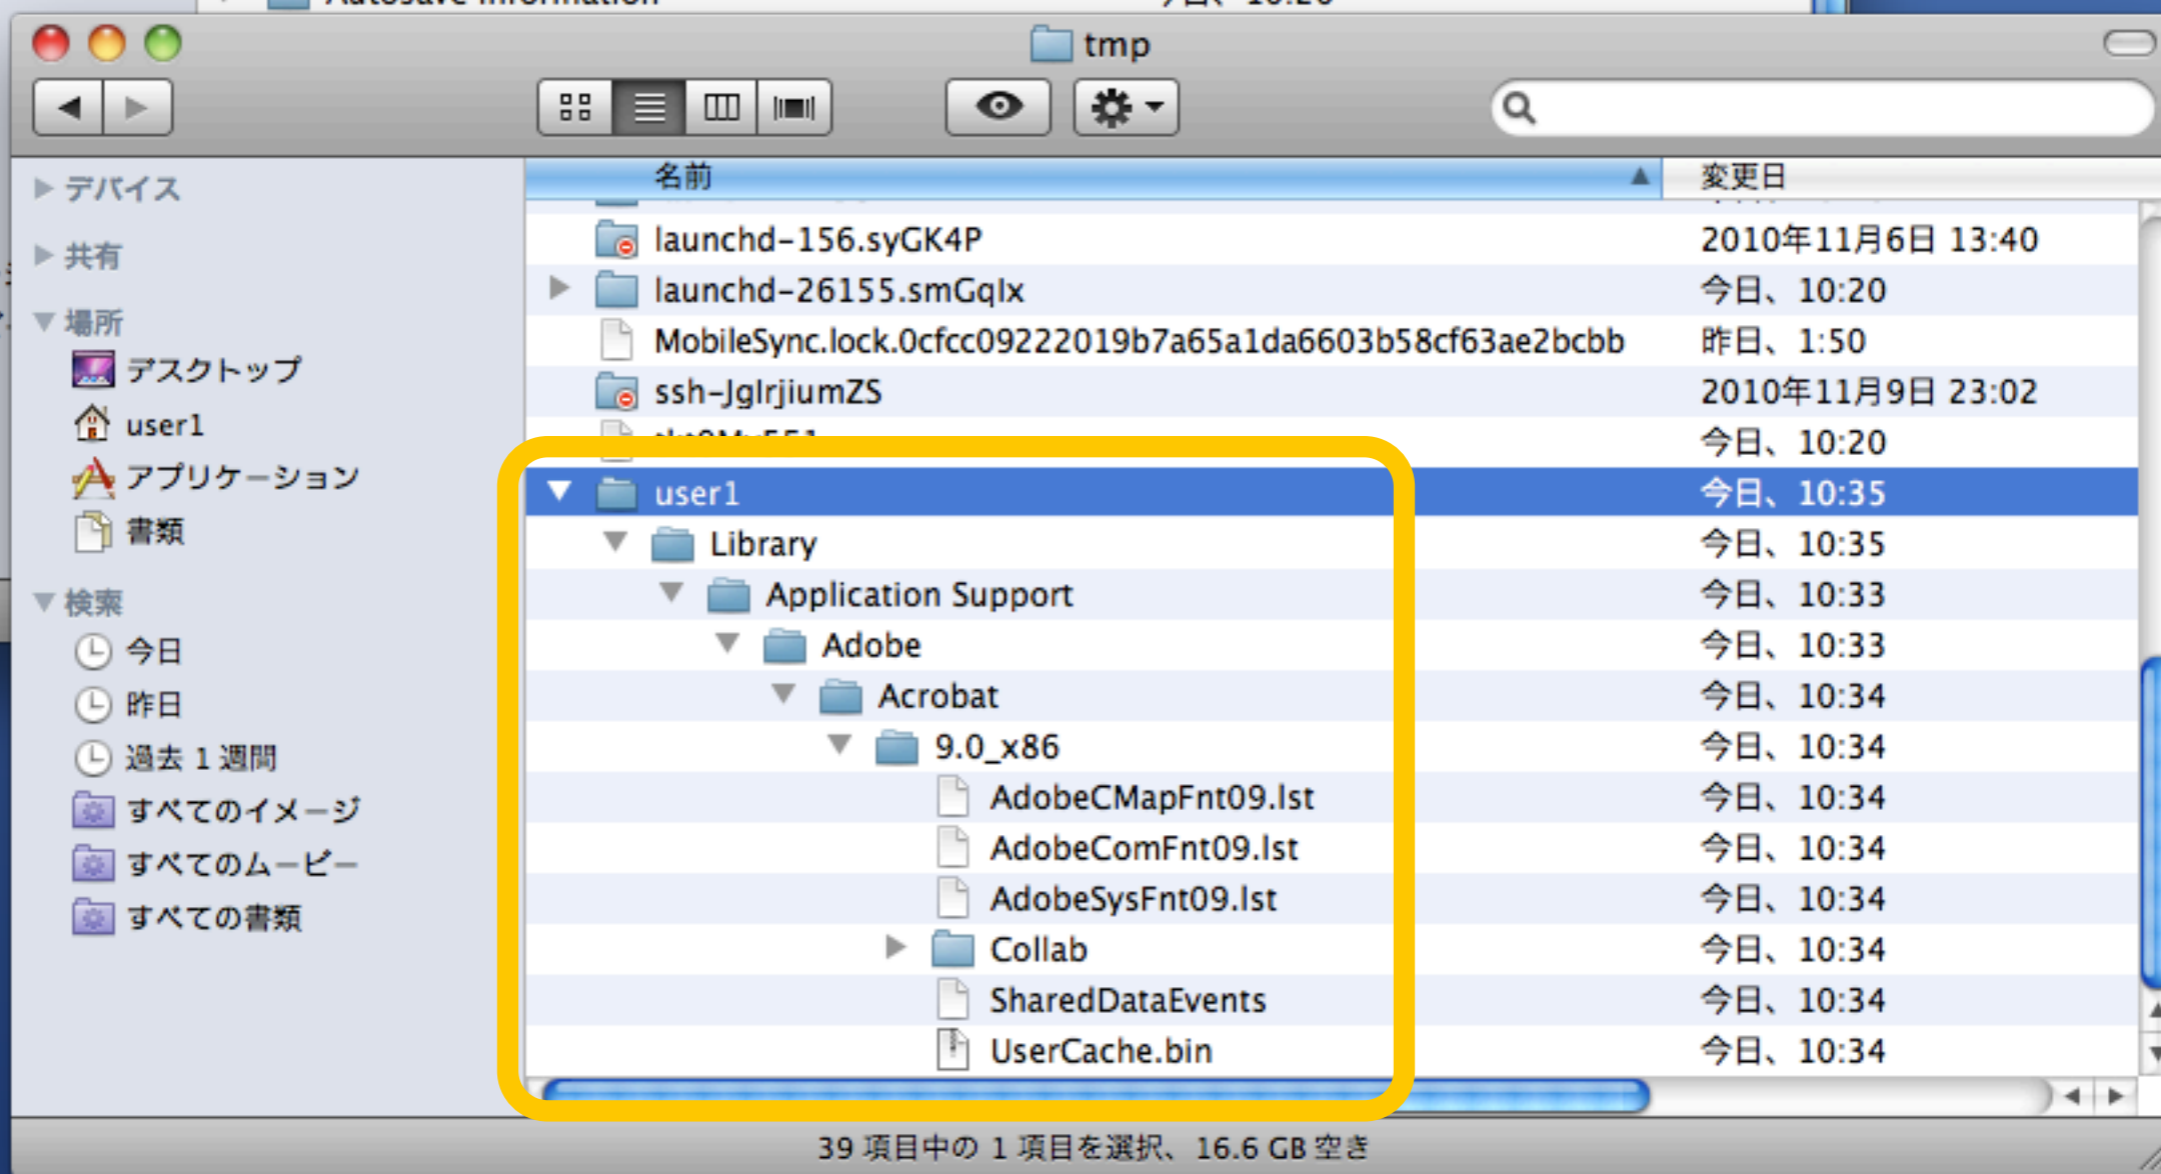 Autosave Information 今日、10:20
tmp
名前 変更日
デバイス
共有
場所
デスクトップ
user1
アプリケーション
書類
検索
今日
昨日
過去 1 週間
すべてのイメージ
すべてのムービー
すべての書類
launchd-156.syGK4P 2010年11月6日 13:40
launchd-26155.smGqIx 今日、10:20
MobileSync.lock.0cfcc09222019b7a65a1da6603b58cf63ae2bcbb 昨日、1:50
ssh-JgIrjiumZS 2010年11月9日 23:02
今日、10:20
user1 今日、10:35
Library 今日、10:35
Application Support 今日、10:33
Adobe 今日、10:33
Acrobat 今日、10:34
9.0_x86 今日、10:34
AdobeCMapFnt09.lst 今日、10:34
AdobeComFnt09.lst 今日、10:34
AdobeSysFnt09.lst 今日、10:34
Collab 今日、10:34
SharedDataEvents 今日、10:34
UserCache.bin 今日、10:34
39 項目中の 1 項目を選択、16.6 GB 空き